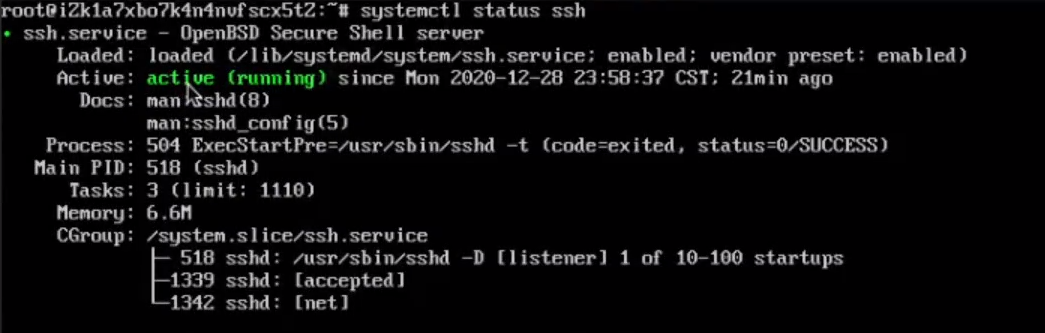 root@iZk1a7xbo7k4n4nvfscx5tZ:~# systemctl status ssh
• ssh.service - OpenBSD Secure Shell server
Loaded: loaded (/lib/systemd/system/ssh.service; enabled; vendor preset: enabled)
Active: active (running) since Mon 2020-12-28 23:58:37 CST; 21min ago
Docs: man:sshd(8)
man:sshd_config(5)
Process: 504 ExecStartPre=/usr/sbin/sshd -t (code=exited, status=0/SUCCESS)
Main PID: 518 (sshd)
Tasks: 3 (limit: 1110)
Memory: 6.6M
CGroup: /system.slice/ssh.service
├─ 518 sshd: /usr/sbin/sshd -D [listener] 1 of 10-100 startups
├─1339 sshd: [accepted]
└─1342 sshd: [net]